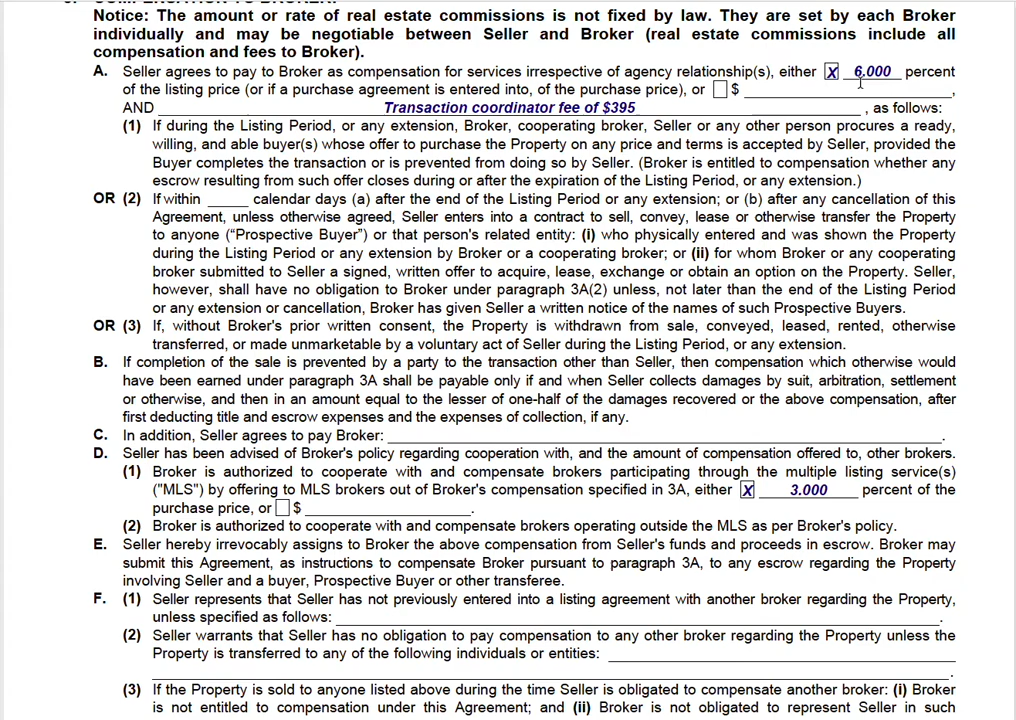 Notice: The amount or rate of real estate commissions is not fixed by law. They are set by each Broker
individually and may be negotiable between Seller and Broker (real estate commissions include all
compensation and fees to Broker).
A. Seller agrees to pay to Broker as compensation for services irrespective of agency relationship(s), either X 6.000 percent
of the listing price (or if a purchase agreement is entered into, of the purchase price), or $ ,
AND Transaction coordinator fee of $395 , as follows:
(1) If during the Listing Period, or any extension, Broker, cooperating broker, Seller or any other person procures a ready,
willing, and able buyer(s) whose offer to purchase the Property on any price and terms is accepted by Seller, provided the
Buyer completes the transaction or is prevented from doing so by Seller. (Broker is entitled to compensation whether any
escrow resulting from such offer closes during or after the expiration of the Listing Period, or any extension.)
OR (2) If within _____ calendar days (a) after the end of the Listing Period or any extension; or (b) after any cancellation of this
Agreement, unless otherwise agreed, Seller enters into a contract to sell, convey, lease or otherwise transfer the Property
to anyone (“Prospective Buyer”) or that person's related entity: (i) who physically entered and was shown the Property
during the Listing Period or any extension by Broker or a cooperating broker; or (ii) for whom Broker or any cooperating
broker submitted to Seller a signed, written offer to acquire, lease, exchange or obtain an option on the Property. Seller,
however, shall have no obligation to Broker under paragraph 3A(2) unless, not later than the end of the Listing Period
or any extension or cancellation, Broker has given Seller a written notice of the names of such Prospective Buyers.
OR (3) If, without Broker's prior written consent, the Property is withdrawn from sale, conveyed, leased, rented, otherwise
transferred, or made unmarketable by a voluntary act of Seller during the Listing Period, or any extension.
B. If completion of the sale is prevented by a party to the transaction other than Seller, then compensation which otherwise would
have been earned under paragraph 3A shall be payable only if and when Seller collects damages by suit, arbitration, settlement
or otherwise, and then in an amount equal to the lesser of one-half of the damages recovered or the above compensation, after
first deducting title and escrow expenses and the expenses of collection, if any.
C. In addition, Seller agrees to pay Broker: .
D. Seller has been advised of Broker's policy regarding cooperation with, and the amount of compensation offered to, other brokers.
(1) Broker is authorized to cooperate with and compensate brokers participating through the multiple listing service(s)
("MLS") by offering to MLS brokers out of Broker's compensation specified in 3A, either X 3.000 percent of the
purchase price, or $ .
(2) Broker is authorized to cooperate with and compensate brokers operating outside the MLS as per Broker's policy.
E. Seller hereby irrevocably assigns to Broker the above compensation from Seller's funds and proceeds in escrow. Broker may
submit this Agreement, as instructions to compensate Broker pursuant to paragraph 3A, to any escrow regarding the Property
involving Seller and a buyer, Prospective Buyer or other transferee.
F. (1) Seller represents that Seller has not previously entered into a listing agreement with another broker regarding the Property,
unless specified as follows: .
(2) Seller warrants that Seller has no obligation to pay compensation to any other broker regarding the Property unless the
Property is transferred to any of the following individuals or entities:
.
(3) If the Property is sold to anyone listed above during the time Seller is obligated to compensate another broker: (i) Broker
is not entitled to compensation under this Agreement; and (ii) Broker is not obligated to represent Seller in such